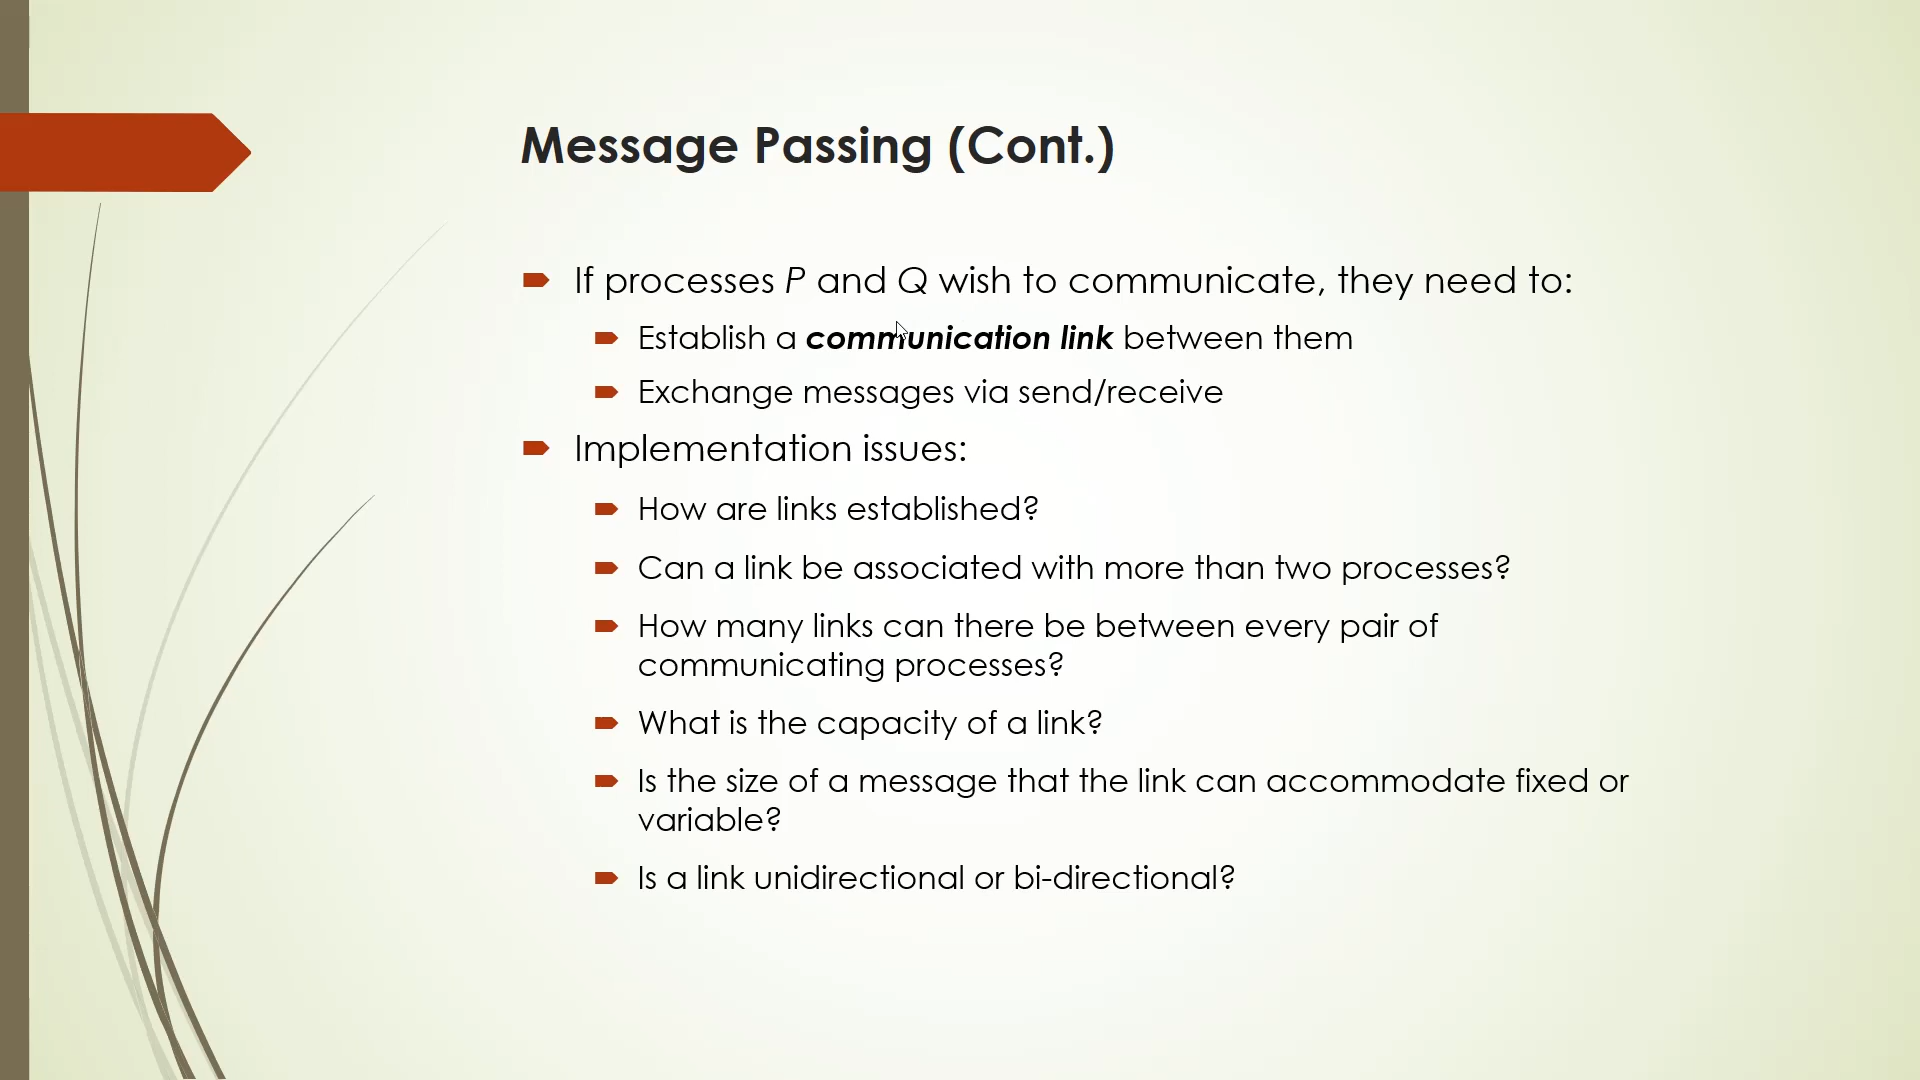 Message Passing (Cont.)
If processes P and Q wish to communicate, they need to:
Establish a communication link between them
Exchange messages via send/receive
Implementation issues:
How are links established?
Can a link be associated with more than two processes?
How many links can there be between every pair of
communicating processes?
What is the capacity of a link?
Is the size of a message that the link can accommodate fixed or
variable?
Is a link unidirectional or bi-directional?